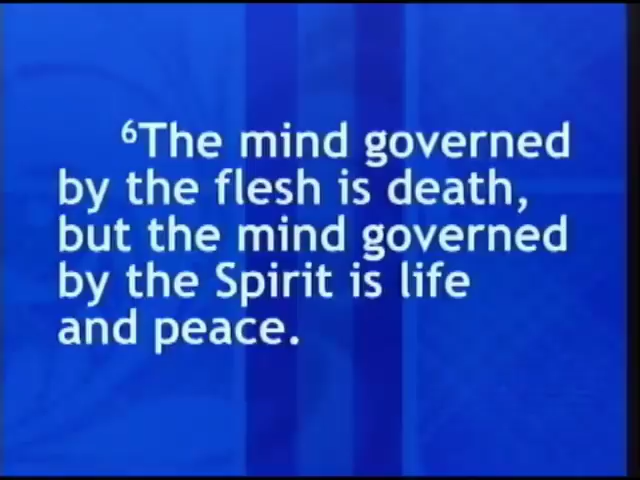 ⁶The mind governed
by the flesh is death,
but the mind governed
by the Spirit is life
and peace.